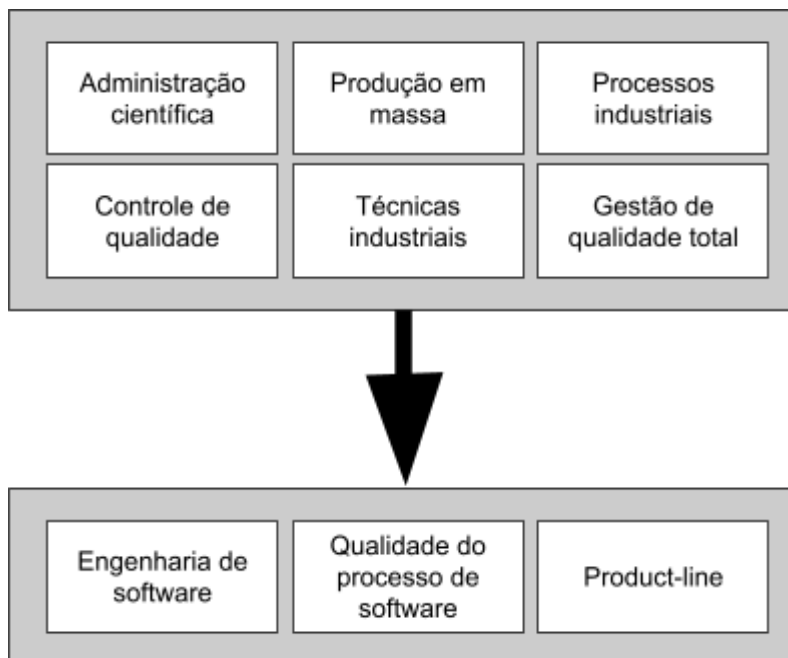 Administração
científica
Produção em
massa
Processos
industriais
Controle de
qualidade
Técnicas
industriais
Gestão de
qualidade total
Engenharia de
software
Qualidade do
processo de
software
Product-line